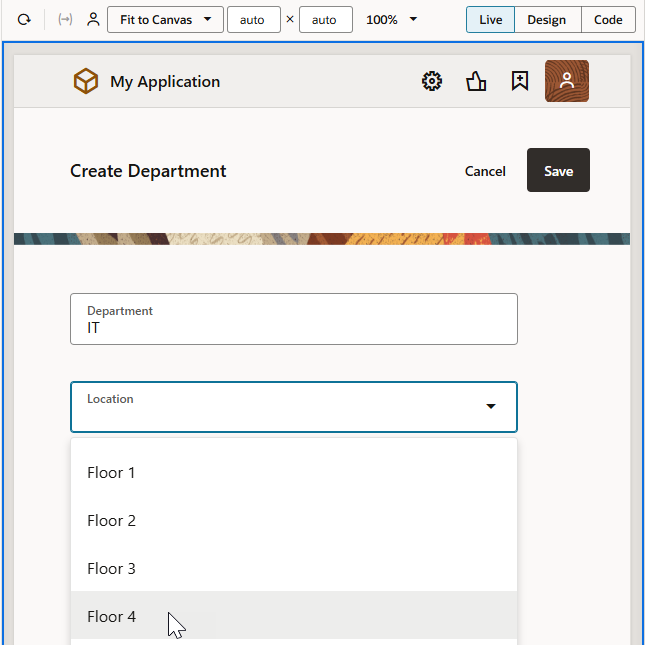 Fit to Canvas auto × auto 100% Live Design Code
My Application
Create Department Cancel Save
Department
IT
Location
Floor 1
Floor 2
Floor 3
Floor 4